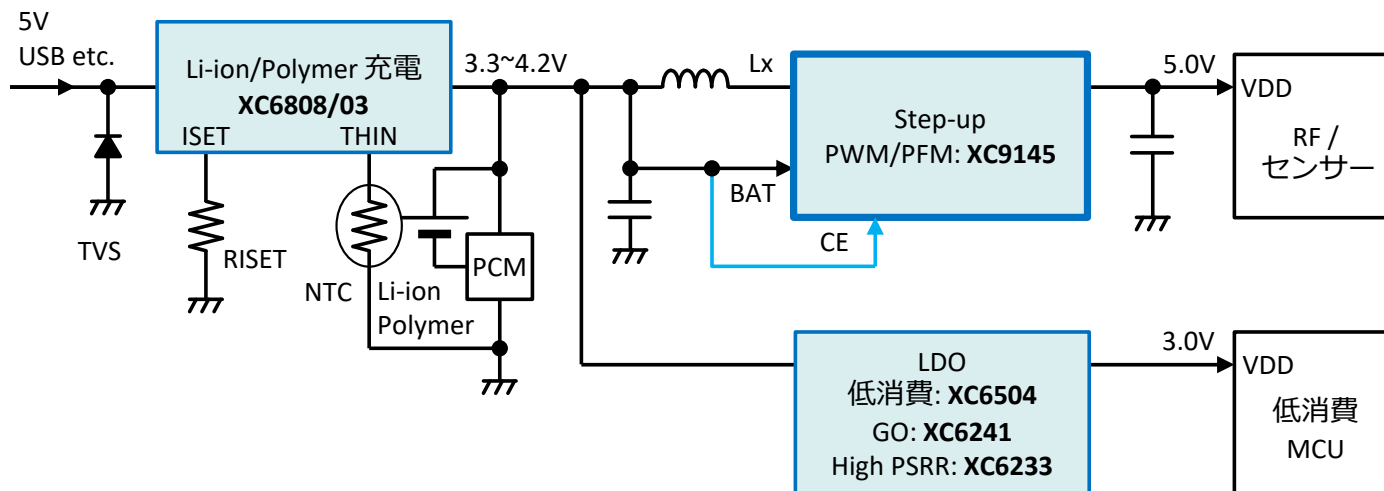 5V
USB etc.
Li-ion/Polymer 充電
XC6808/03
ISET
THIN
TVS
RISET
NTC
Li-ion
Polymer
PCM
3.3~4.2V
Lx
BAT
CE
Step-up
PWM/PFM: XC9145
5.0V
VDD
RF /
センサー
LDO
低消費: XC6504
GO: XC6241
High PSRR: XC6233
3.0V
VDD
低消費
MCU